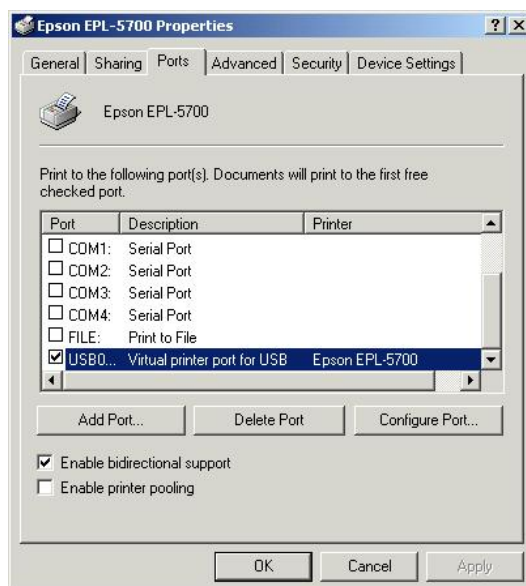 Epson EPL-5700 Properties
General Sharing Ports Advanced Security Device Settings
Epson EPL-5700
Print to the following port(s). Documents will print to the first free
checked port.
Port Description Printer
COM1: Serial Port
COM2: Serial Port
COM3: Serial Port
COM4: Serial Port
FILE: Print to File
USB0... Virtual printer port for USB Epson EPL-5700
Add Port... Delete Port Configure Port...
Enable bidirectional support
Enable printer pooling
OK Cancel Apply